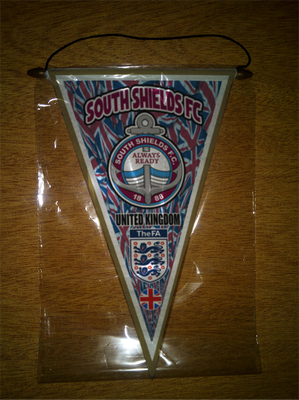 SOUTH SHIELDS FC
SOUTH SHIELDS F.C.
ALWAYS
READY
18 88
UNITED KINGDOM
TheFA